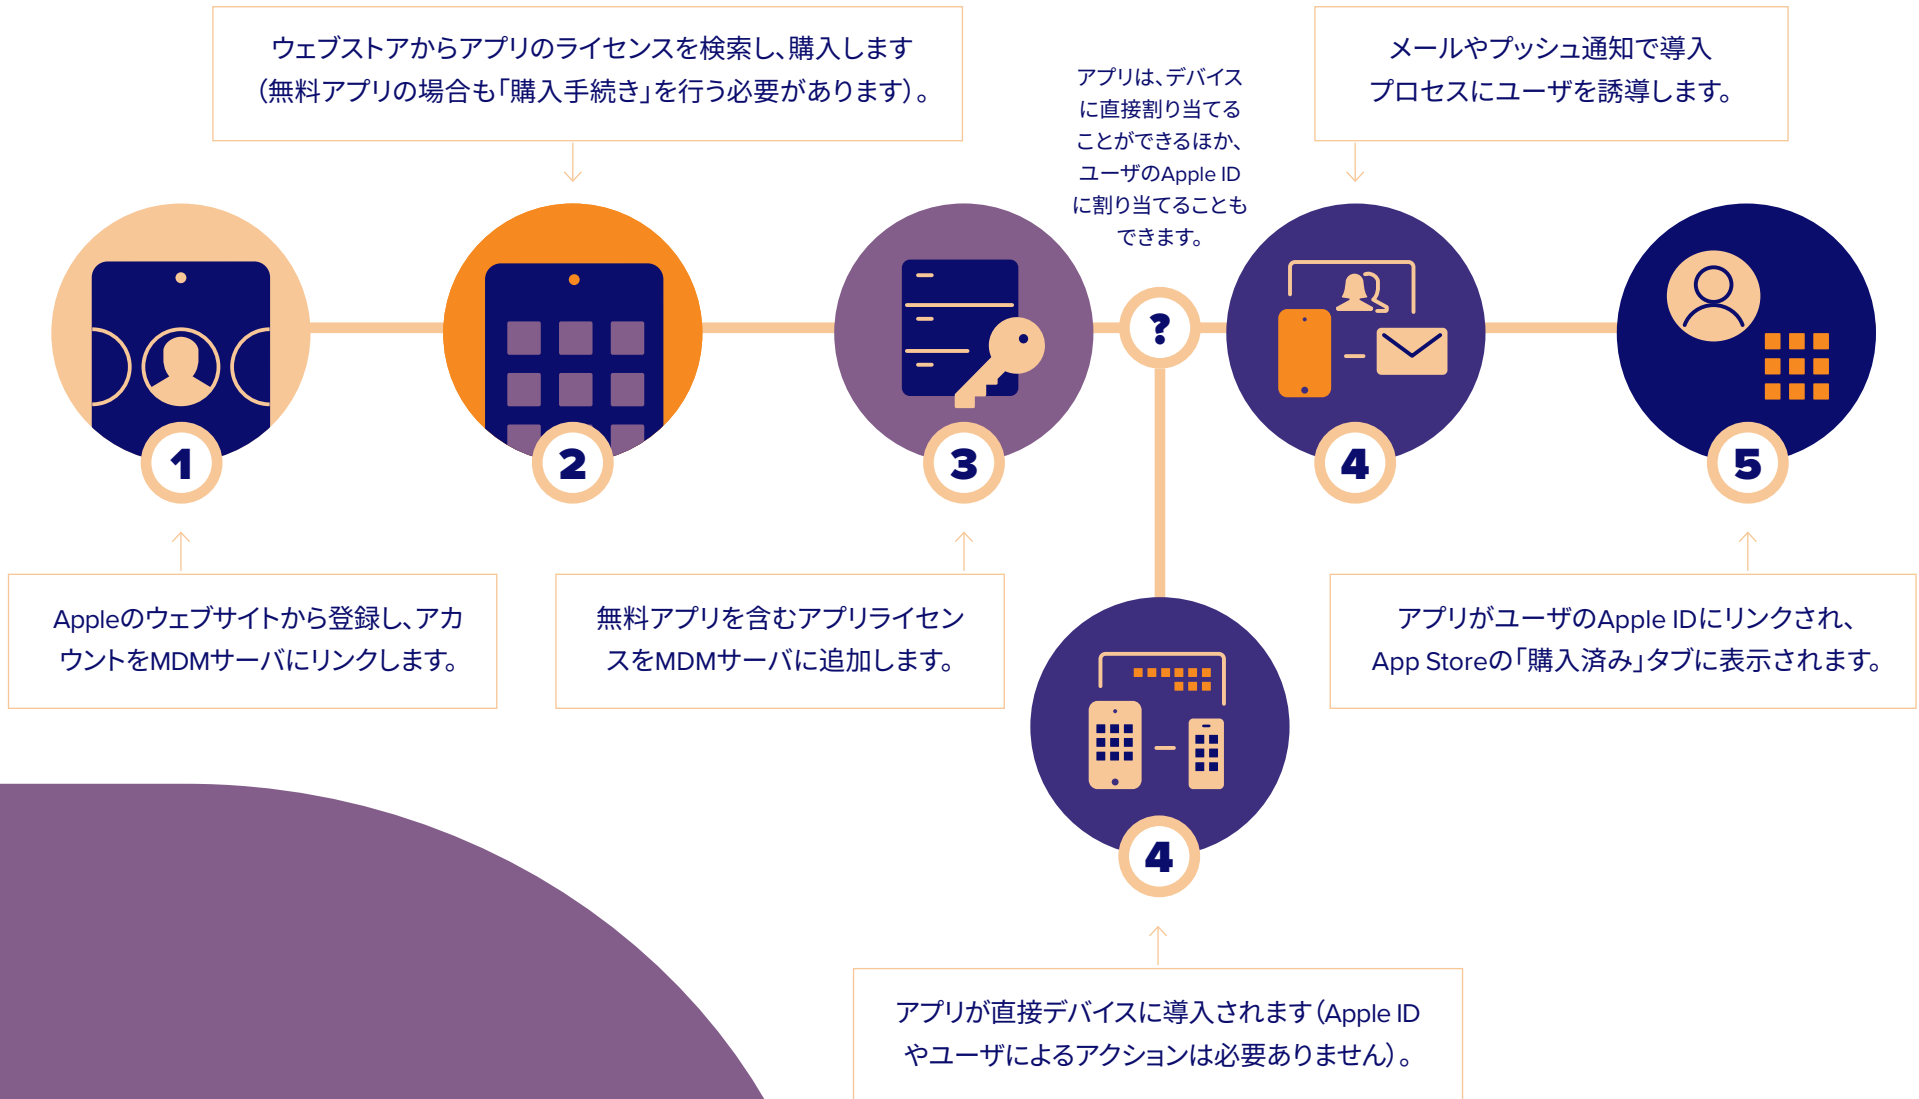 ウェブストアからアプリのライセンスを検索し、購入します
（無料アプリの場合も「購入手続き」を行う必要があります）。
アプリは、デバイス
に直接割り当てる
ことができるほか、
ユーザのApple ID
に割り当てることも
できます。
メールやプッシュ通知で導入
プロセスにユーザを誘導します。
?
1
2
3
4
5
Appleのウェブサイトから登録し、アカ
ウントをMDMサーバにリンクします。
無料アプリを含むアプリライセン
スをMDMサーバに追加します。
アプリがユーザのApple IDにリンクされ、
App Storeの「購入済み」タブに表示されます。
4
アプリが直接デバイスに導入されます（Apple ID
やユーザによるアクションは必要ありません）。